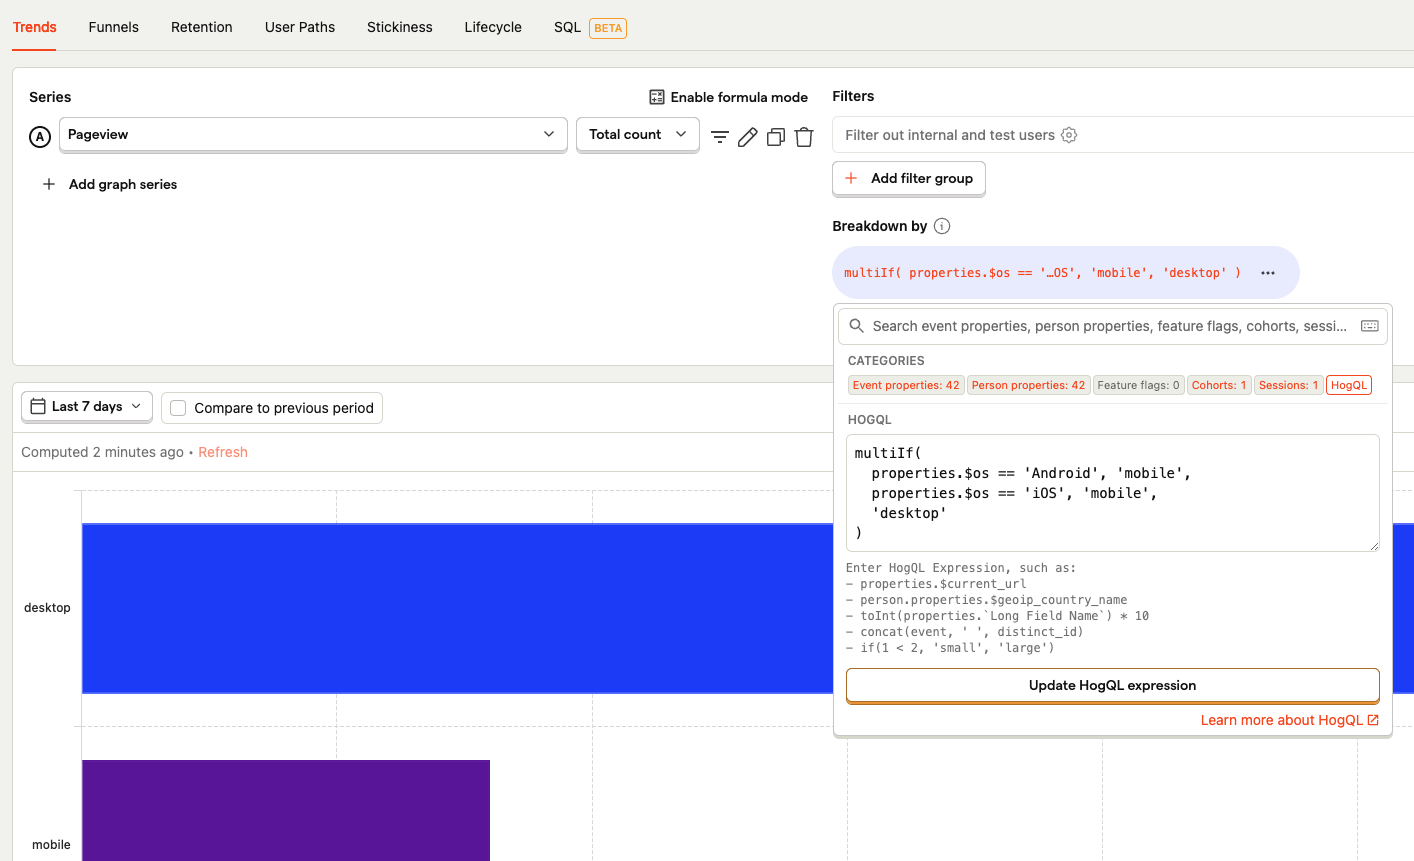 Trends Funnels Retention User Paths Stickiness Lifecycle SQL BETA
Series
Enable formula mode
A Pageview Total count
Add graph series
Filters
Filter out internal and test users
Add filter group
Breakdown by
multiIf( properties.$os == '…OS', 'mobile', 'desktop' )
Search event properties, person properties, feature flags, cohorts, sessi...
CATEGORIES
Event properties: 42 Person properties: 42 Feature flags: 0 Cohorts: 1 Sessions: 1 HogQL
HOGQL
multiIf(
  properties.$os == 'Android', 'mobile',
  properties.$os == 'iOS', 'mobile',
  'desktop'
)
Enter HogQL Expression, such as:
- properties.$current_url
- person.properties.$geoip_country_name
- toInt(properties.`Long Field Name`) * 10
- concat(event, ' ', distinct_id)
- if(1 < 2, 'small', 'large')
Update HogQL expression
Learn more about HogQL
Last 7 days Compare to previous period
Computed 2 minutes ago • Refresh
desktop
mobile